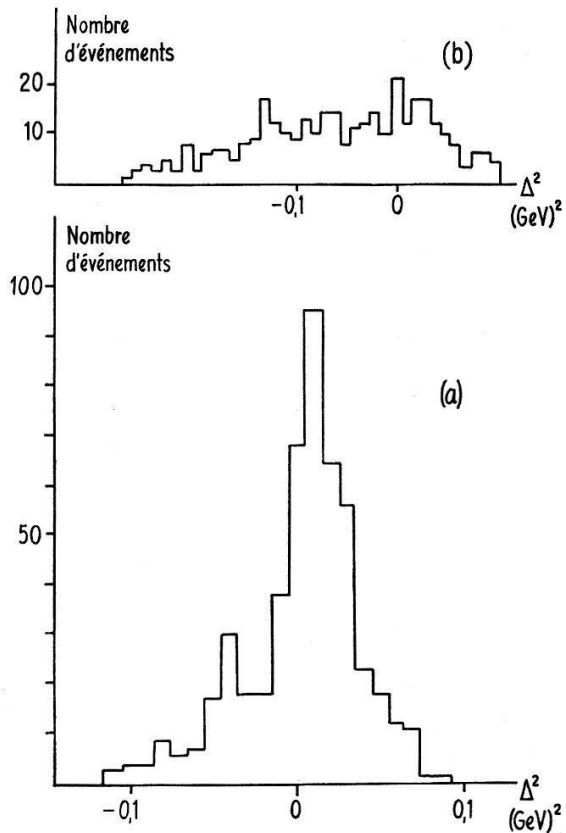 Nombre
d'événements
(b)
20
10
−0,1
0
Δ²
(GeV)²
Nombre
d'événements
100
(a)
50
−0,1
0
0,1
Δ²
(GeV)²